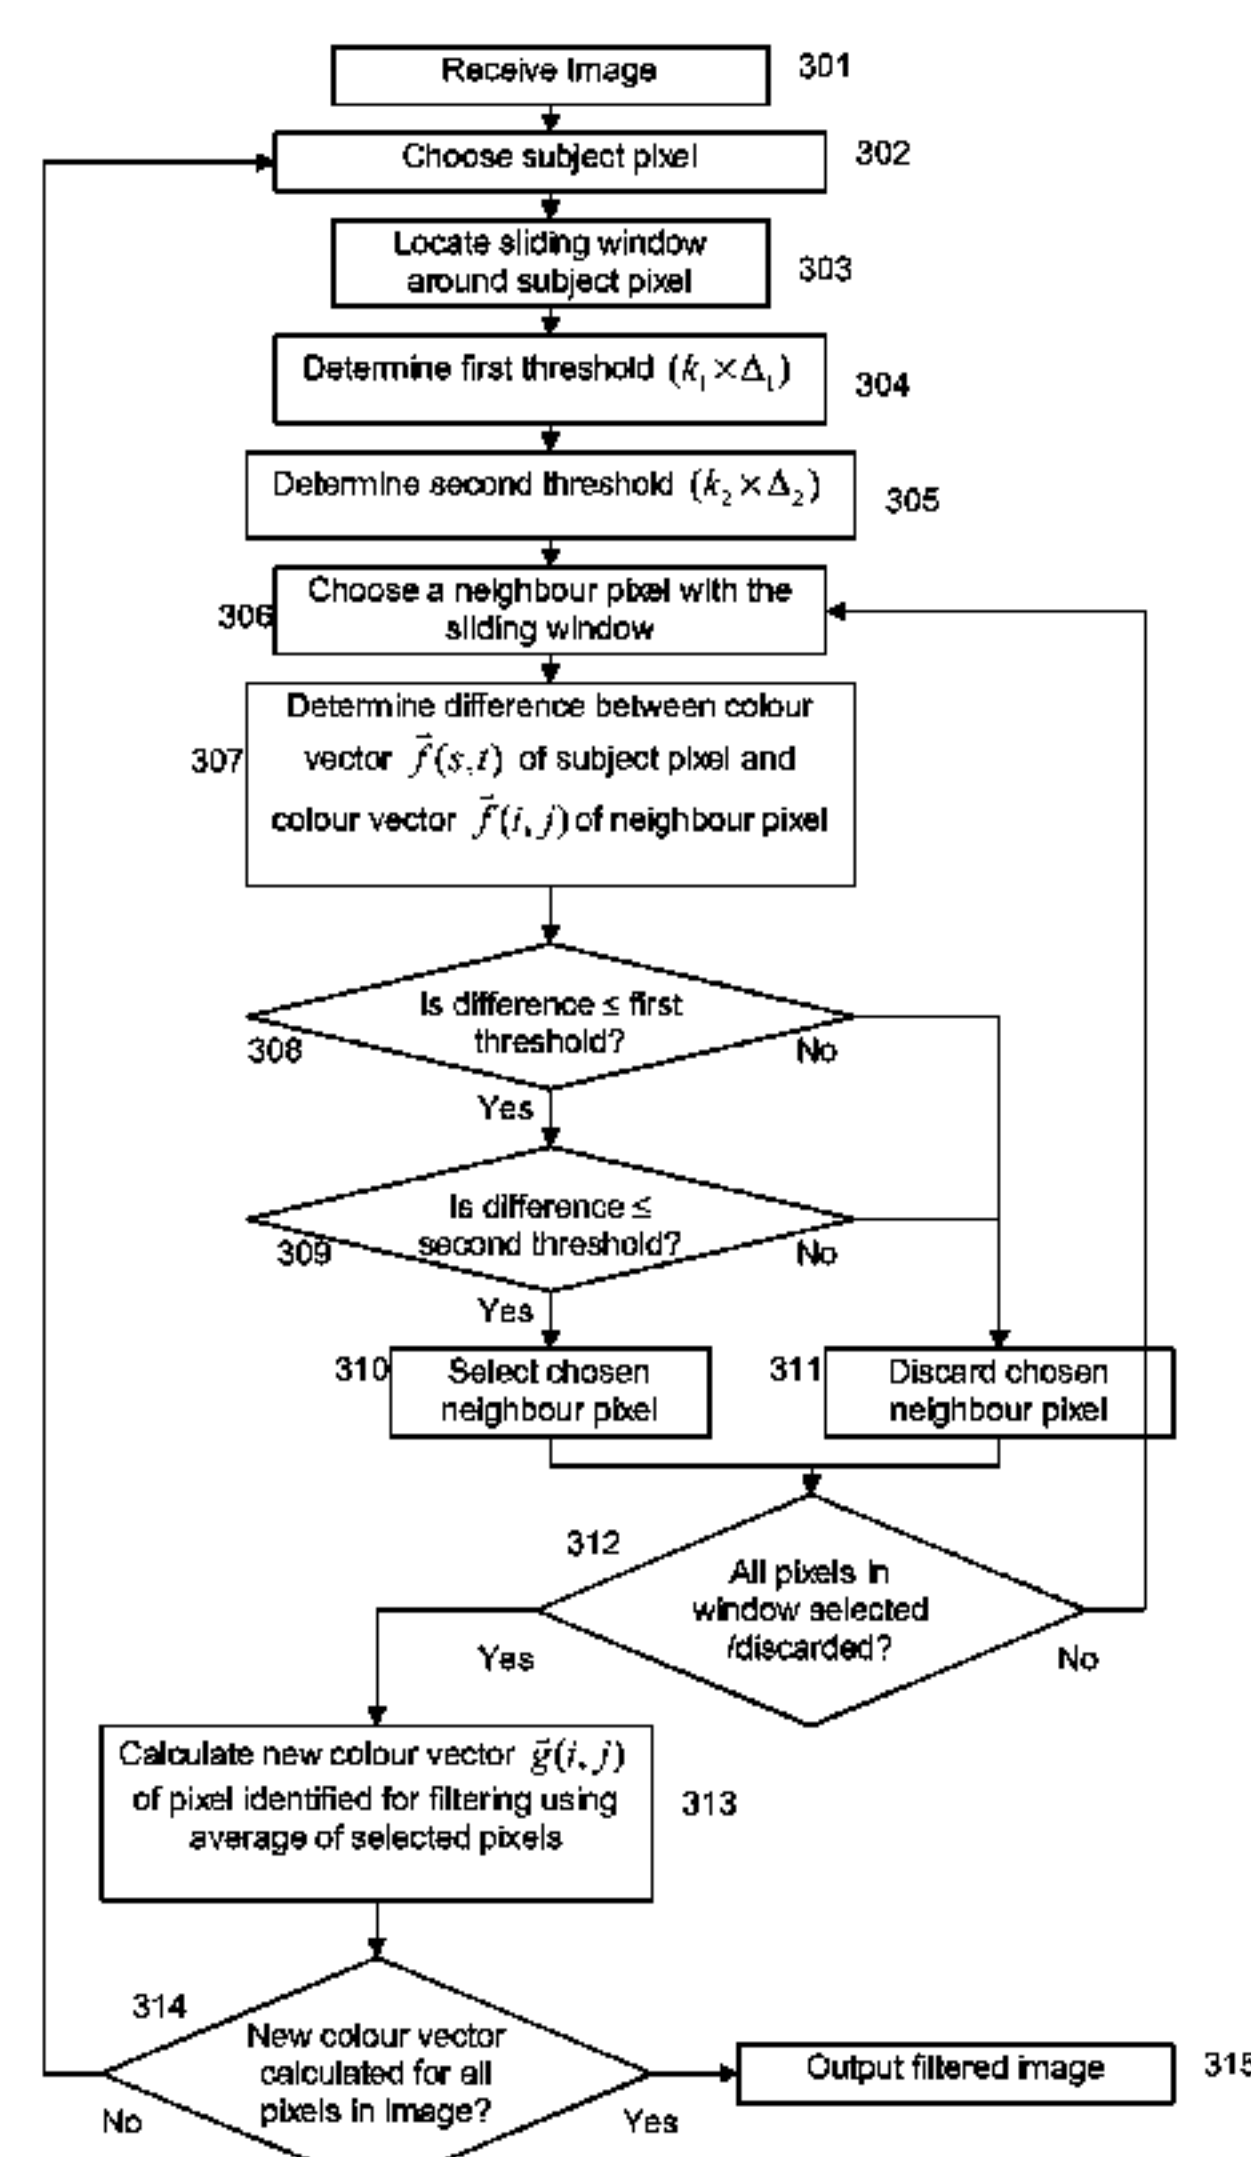 Receive Image
301
Choose subject pixel
302
Locate sliding window
around subject pixel
303
Determine first threshold (k₁×Δ₁)
304
Determine second threshold (k₂×Δ₂)
305
Choose a neighbour pixel with the
sliding window
306
Determine difference between colour
vector f⃗(s,t) of subject pixel and
colour vector f⃗(i,j) of neighbour pixel
307
Is difference ≤ first
threshold?
308
No
Yes
Is difference ≤
second threshold?
309
No
Yes
310
Select chosen
neighbour pixel
311
Discard chosen
neighbour pixel
312
All pixels in
window selected
/discarded?
Yes
No
Calculate new colour vector g⃗(i,j)
of pixel identified for filtering using
average of selected pixels
313
314
New colour vector
calculated for all
pixels in image?
No
Yes
Output filtered image
315